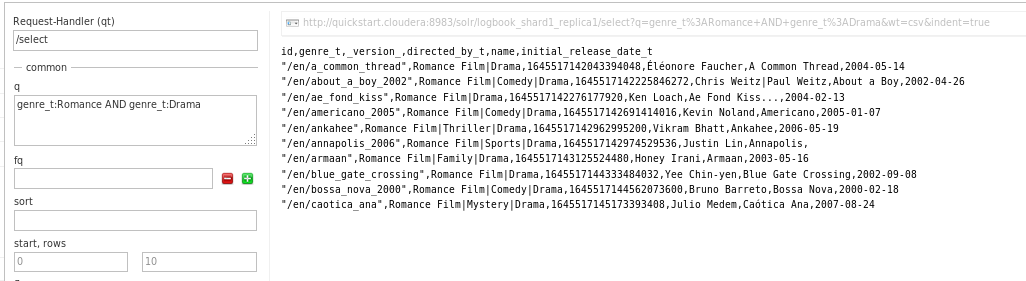 Request-Handler (qt)
/select
common
q
genre_t:Romance AND genre_t:Drama
fq
sort
start, rows
0
10
http://quickstart.cloudera:8983/solr/logbook_shard1_replica1/select?q=genre_t%3ARomance+AND+genre_t%3ADrama&wt=csv&indent=true
id,genre_t,_version_,directed_by_t,name,initial_release_date_t
"/en/a_common_thread",Romance Film|Drama,1645517142043394048,Éléonore Faucher,A Common Thread,2004-05-14
"/en/about_a_boy_2002",Romance Film|Comedy|Drama,1645517142225846272,Chris Weitz|Paul Weitz,About a Boy,2002-04-26
"/en/ae_fond_kiss",Romance Film|Drama,1645517142276177920,Ken Loach,Ae Fond Kiss...,2004-02-13
"/en/americano_2005",Romance Film|Comedy|Drama,1645517142691414016,Kevin Noland,Americano,2005-01-07
"/en/ankahee",Romance Film|Thriller|Drama,1645517142962995200,Vikram Bhatt,Ankahee,2006-05-19
"/en/annapolis_2006",Romance Film|Sports|Drama,1645517142974529536,Justin Lin,Annapolis,
"/en/armaan",Romance Film|Family|Drama,1645517143125524480,Honey Irani,Armaan,2003-05-16
"/en/blue_gate_crossing",Romance Film|Drama,1645517144333484032,Yee Chin-yen,Blue Gate Crossing,2002-09-08
"/en/bossa_nova_2000",Romance Film|Comedy|Drama,1645517144562073600,Bruno Barreto,Bossa Nova,2000-02-18
"/en/caotica_ana",Romance Film|Mystery|Drama,1645517145173393408,Julio Medem,Caótica Ana,2007-08-24